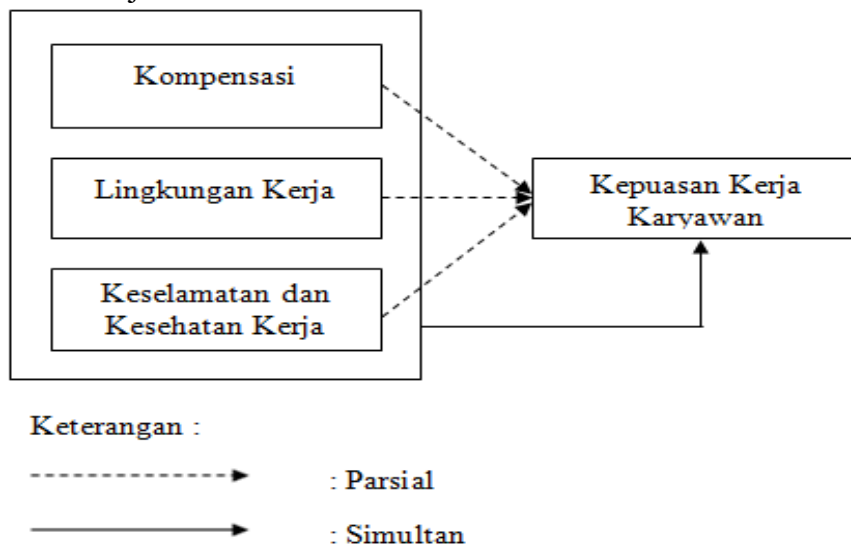 Kompensasi
Lingkungan Kerja
Keselamatan dan
Kesehatan Kerja
Kepuasan Kerja
Karyawan
Keterangan :
: Parsial
: Simultan